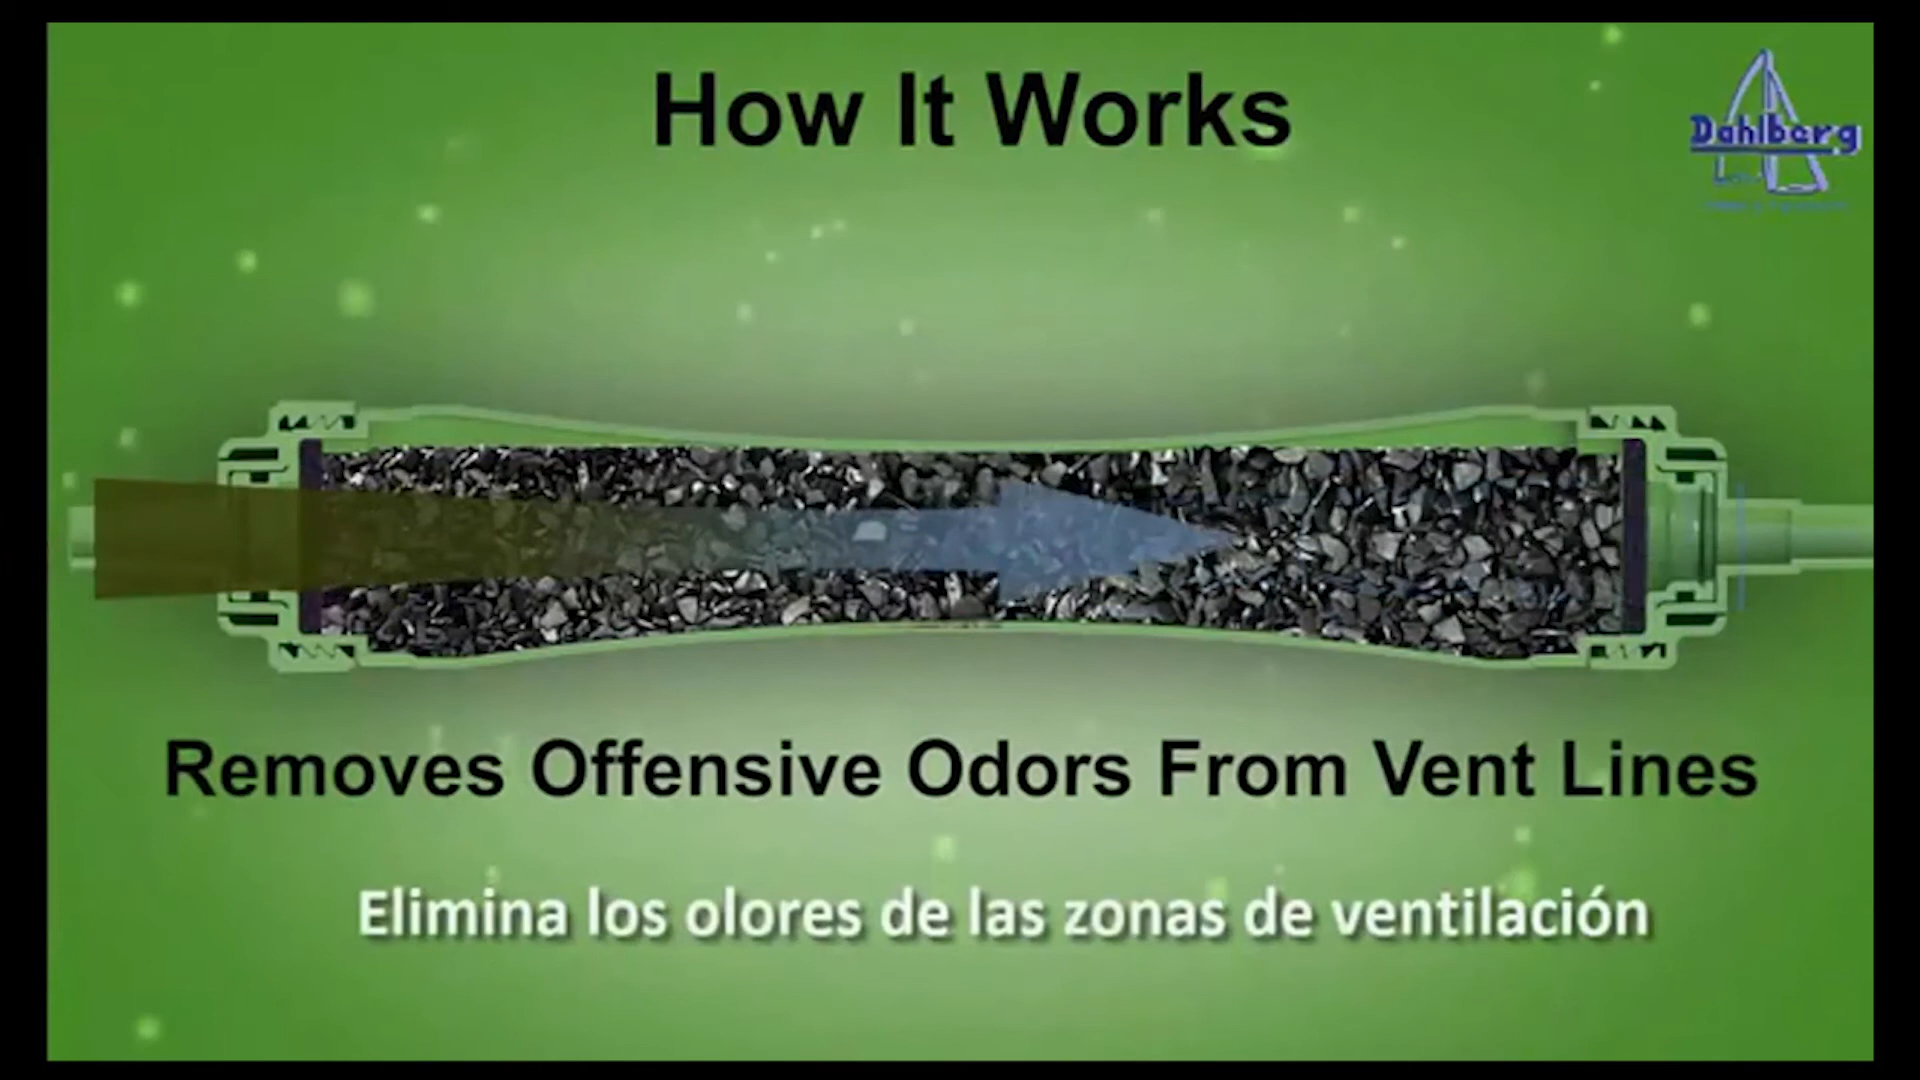 How It Works
Dahlberg
Removes Offensive Odors From Vent Lines
Elimina los olores de las zonas de ventilación